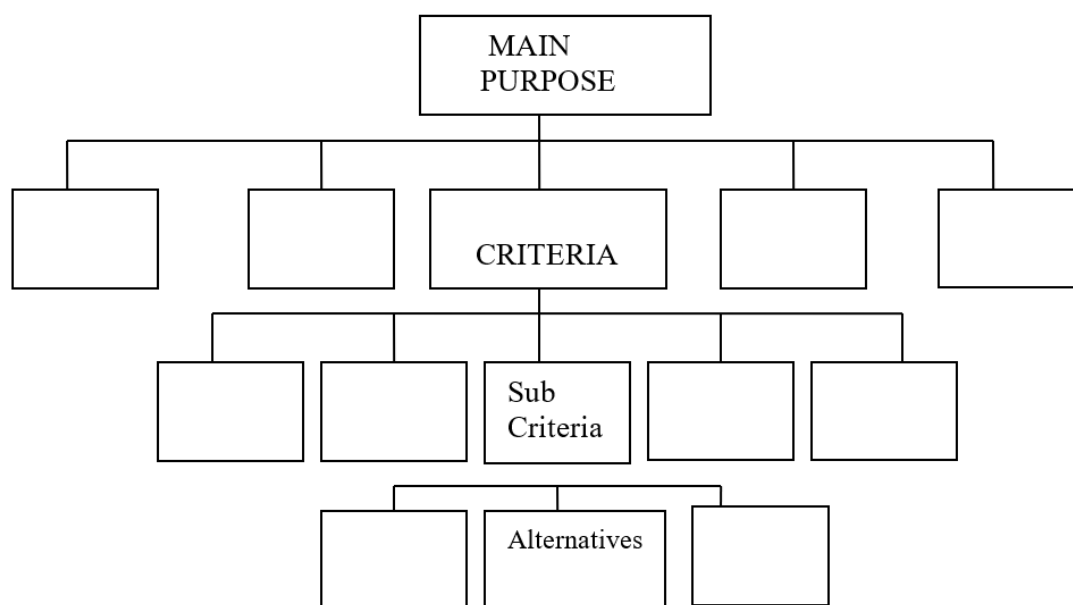 MAIN
PURPOSE
CRITERIA
Sub
Criteria
Alternatives